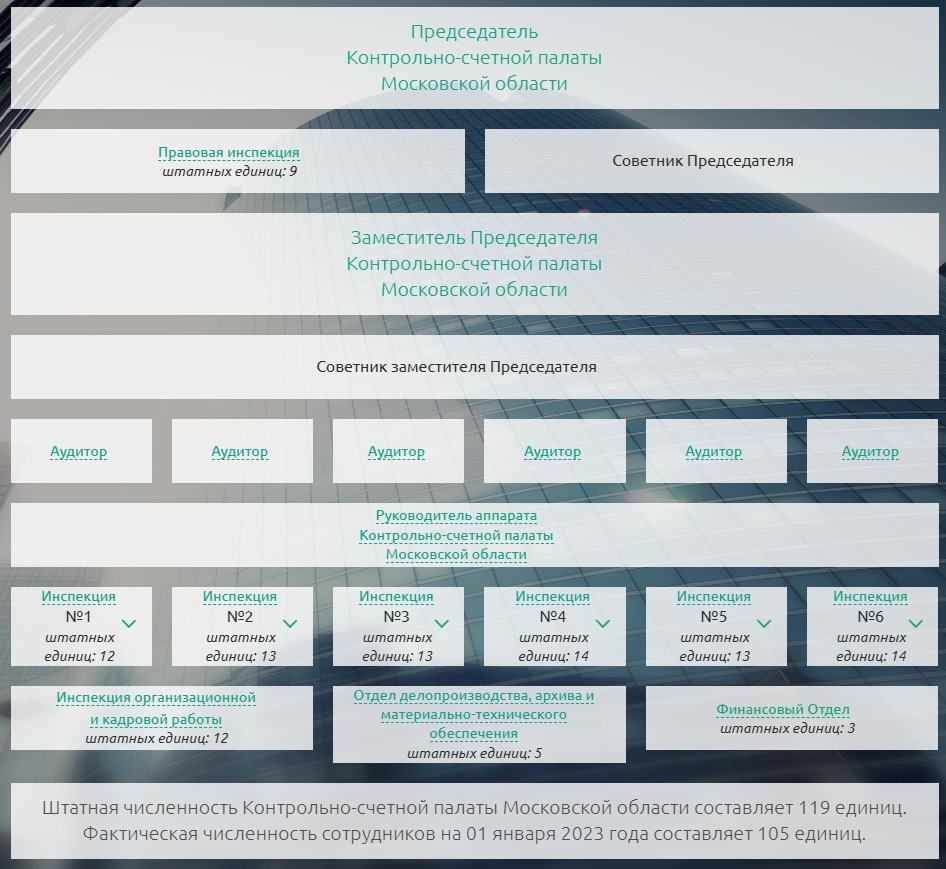 Председатель
Контрольно-счетной палаты
Московской области
Правовая инспекция
штатных единиц: 9
Советник Председателя
Заместитель Председателя
Контрольно-счетной палаты
Московской области
Советник заместителя Председателя
Аудитор
Аудитор
Аудитор
Аудитор
Аудитор
Аудитор
Руководитель аппарата
Контрольно-счетной палаты
Московской области
Инспекция
№1
штатных
единиц: 12
Инспекция
№2
штатных
единиц: 13
Инспекция
№3
штатных
единиц: 13
Инспекция
№4
штатных
единиц: 14
Инспекция
№5
штатных
единиц: 13
Инспекция
№6
штатных
единиц: 14
Инспекция организационной
и кадровой работы
штатных единиц: 12
Отдел делопроизводства, архива и
материально-технического
обеспечения
штатных единиц: 5
Финансовый Отдел
штатных единиц: 3
Штатная численность Контрольно-счетной палаты Московской области составляет 119 единиц.
Фактическая численность сотрудников на 01 января 2023 года составляет 105 единиц.